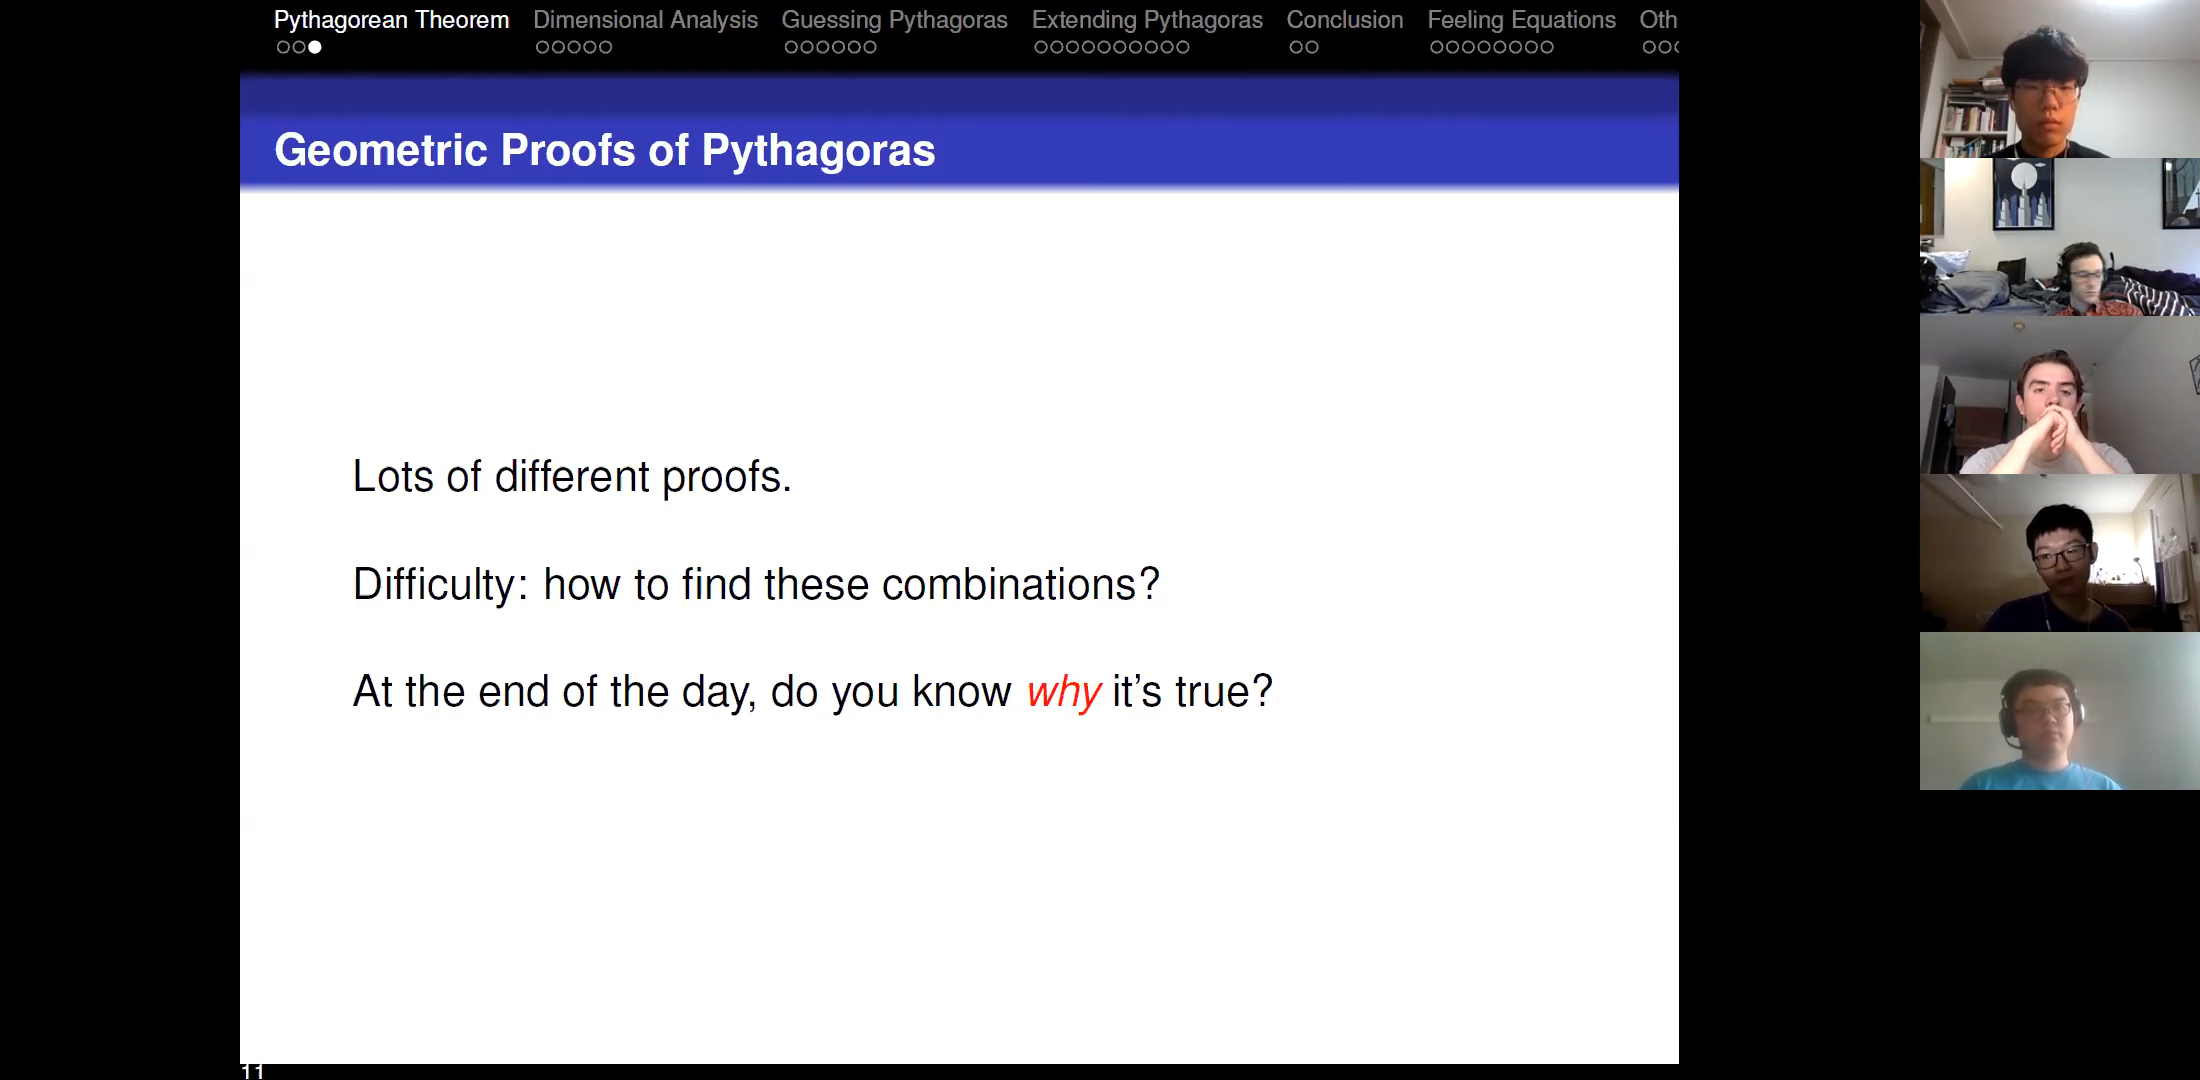 Pythagorean Theorem Dimensional Analysis Guessing Pythagoras Extending Pythagoras Conclusion Feeling Equations Oth
Geometric Proofs of Pythagoras
Lots of different proofs.
Difficulty: how to find these combinations?
At the end of the day, do you know why it's true?
11